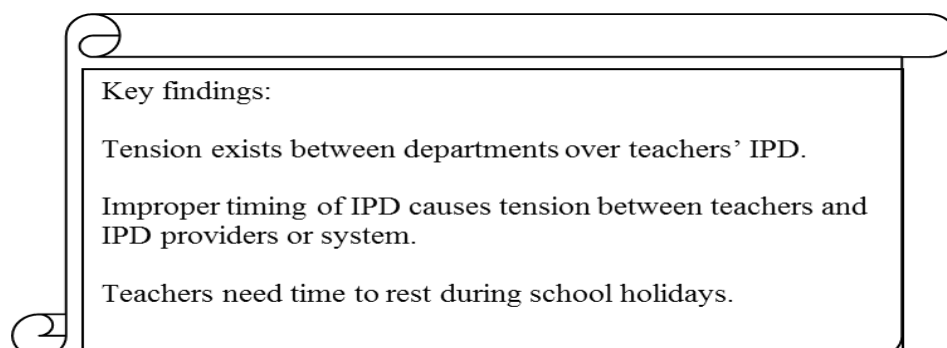 Key findings:
Tension exists between departments over teachers’ IPD.
Improper timing of IPD causes tension between teachers and
IPD providers or system.
Teachers need time to rest during school holidays.